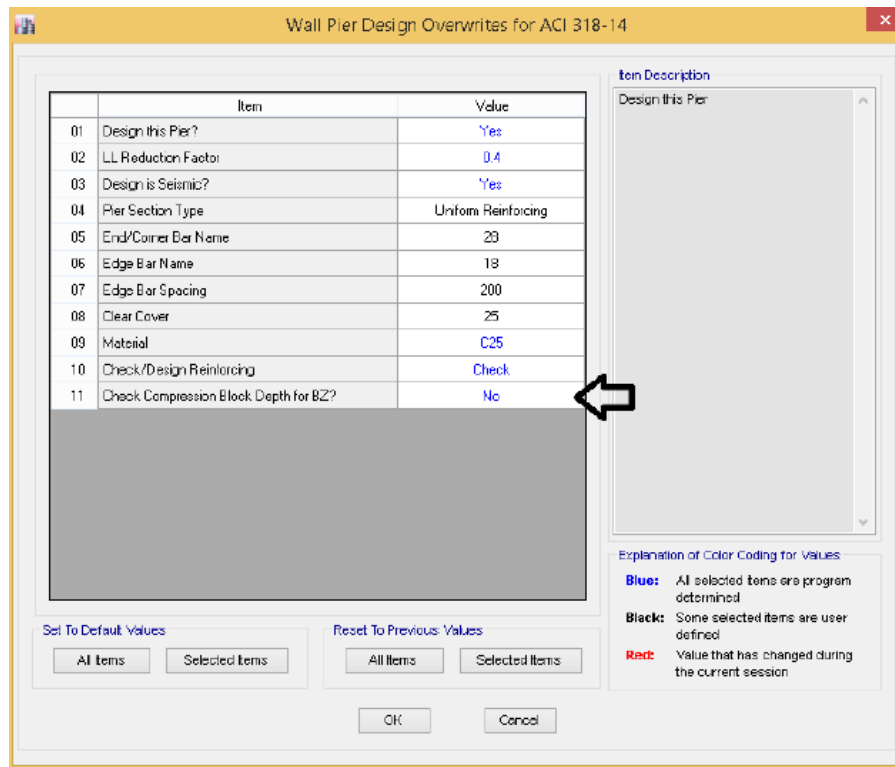 Wall Pier Design Overwrites for ACI 318-14
Item Description
Design this Pier
Item Value
01 Design this Pier? Yes
02 LL Reduction Factor 0.4
03 Design is Seismic? Yes
04 Pier Section Type Uniform Reinforcing
05 End/Corner Bar Name 28
06 Edge Bar Name 18
07 Edge Bar Spacing 200
08 Clear Cover 25
09 Material C25
10 Check/Design Reinforcing Check
11 Check Compression Block Depth for BZ? No
Explanation of Color Coding for Values
Blue: All selected items are program
determined
Black: Some selected items are user
defined
Red: Value that has changed during
the current session
Set To Default Values
All Items Selected Items
Reset To Previous Values
All Items Selected Items
OK Cancel